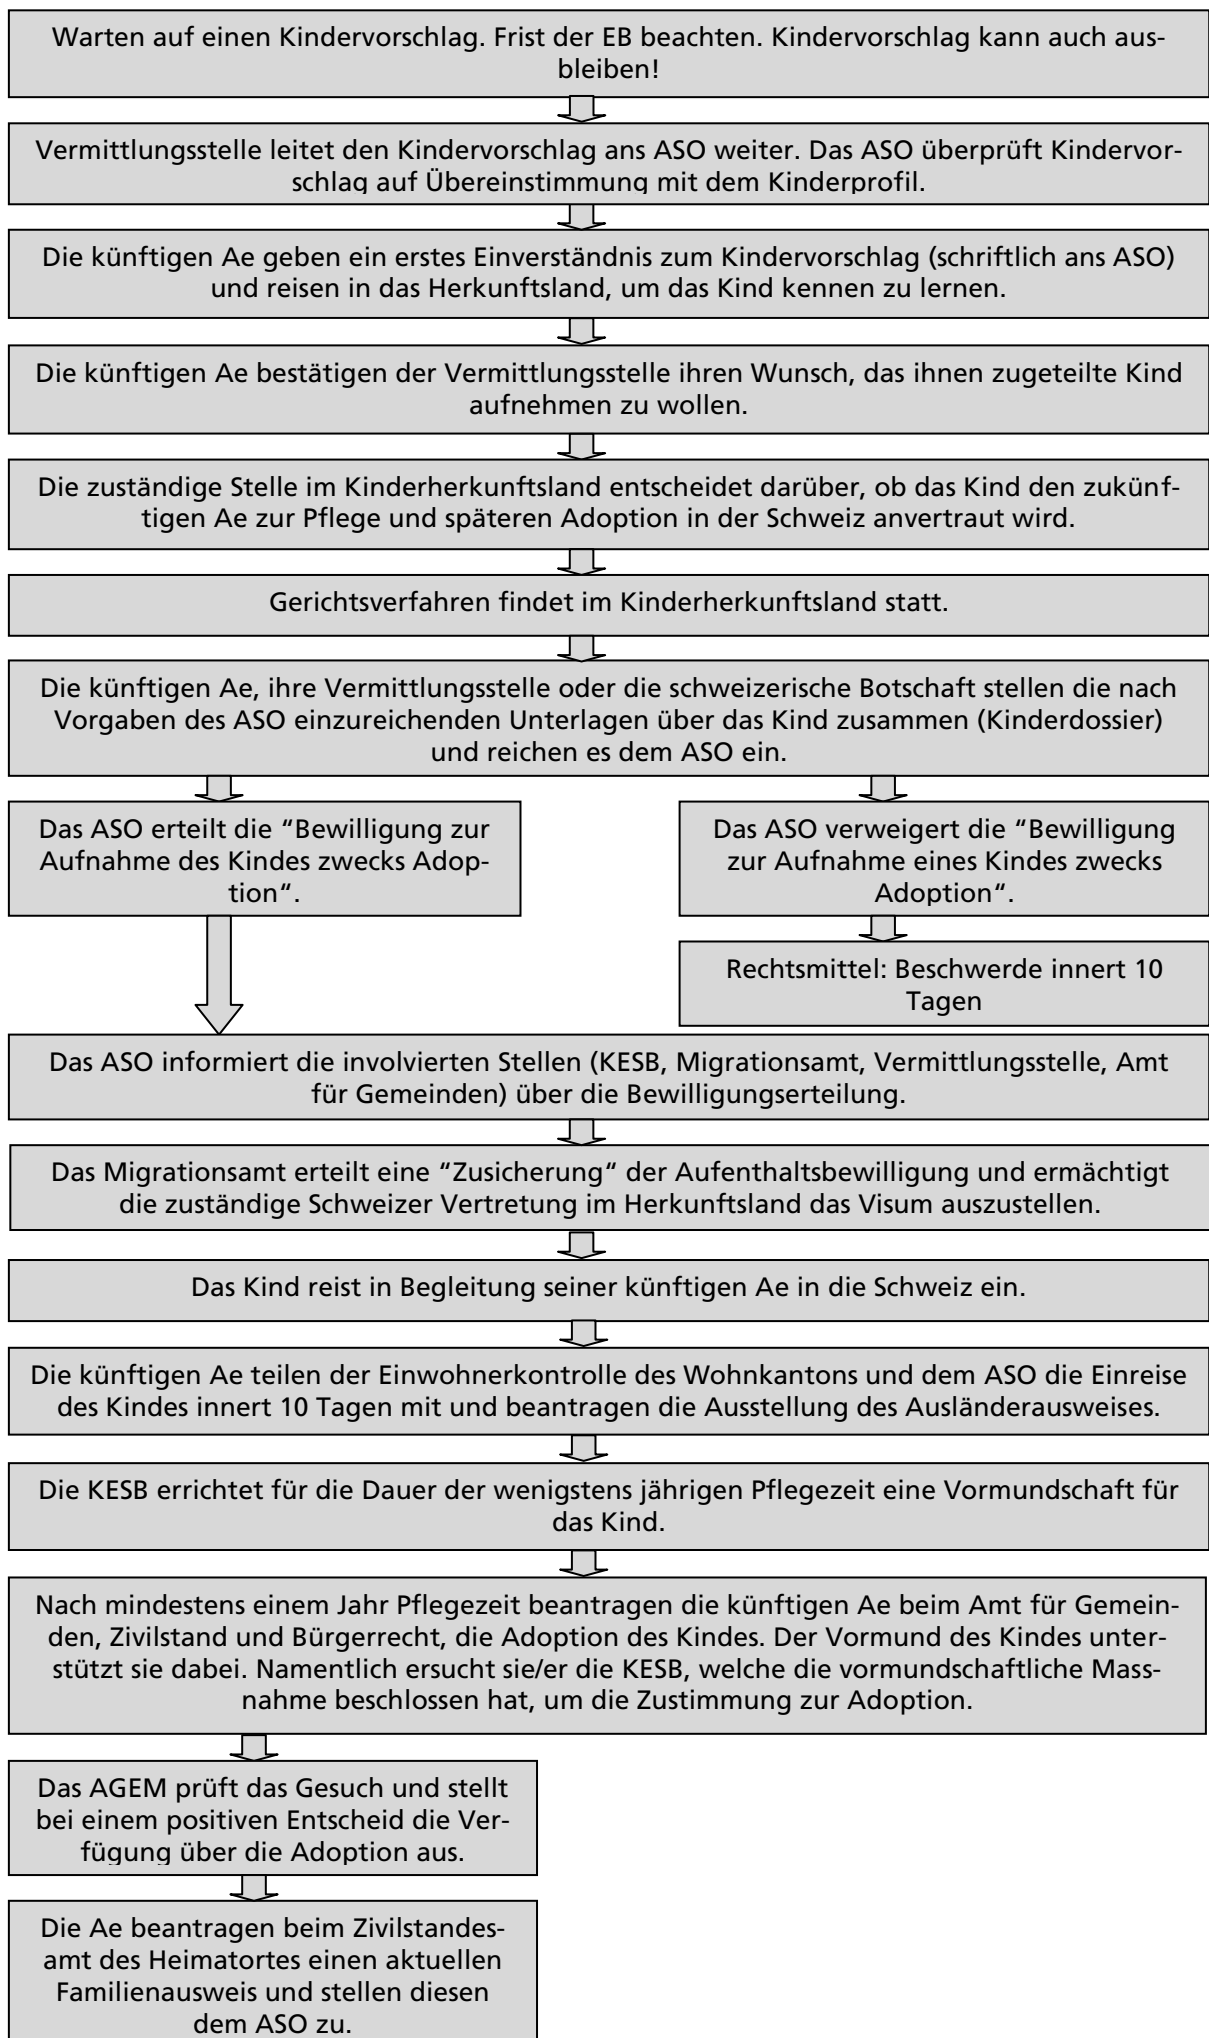 Warten auf einen Kindervorschlag. Frist der EB beachten. Kindervorschlag kann auch aus-
bleiben!
Vermittlungsstelle leitet den Kindervorschlag ans ASO weiter. Das ASO überprüft Kindervor-
schlag auf Übereinstimmung mit dem Kinderprofil.
Die künftigen Ae geben ein erstes Einverständnis zum Kindervorschlag (schriftlich ans ASO)
und reisen in das Herkunftsland, um das Kind kennen zu lernen.
Die künftigen Ae bestätigen der Vermittlungsstelle ihren Wunsch, das ihnen zugeteilte Kind
aufnehmen zu wollen.
Die zuständige Stelle im Kinderherkunftsland entscheidet darüber, ob das Kind den zukünf-
tigen Ae zur Pflege und späteren Adoption in der Schweiz anvertraut wird.
Gerichtsverfahren findet im Kinderherkunftsland statt.
Die künftigen Ae, ihre Vermittlungsstelle oder die schweizerische Botschaft stellen die nach
Vorgaben des ASO einzureichenden Unterlagen über das Kind zusammen (Kinderdossier)
und reichen es dem ASO ein.
Das ASO erteilt die “Bewilligung zur
Aufnahme des Kindes zwecks Adop-
tion“.
Das ASO verweigert die “Bewilligung
zur Aufnahme eines Kindes zwecks
Adoption“.
Rechtsmittel: Beschwerde innert 10
Tagen
Das ASO informiert die involvierten Stellen (KESB, Migrationsamt, Vermittlungsstelle, Amt
für Gemeinden) über die Bewilligungserteilung.
Das Migrationsamt erteilt eine “Zusicherung“ der Aufenthaltsbewilligung und ermächtigt
die zuständige Schweizer Vertretung im Herkunftsland das Visum auszustellen.
Das Kind reist in Begleitung seiner künftigen Ae in die Schweiz ein.
Die künftigen Ae teilen der Einwohnerkontrolle des Wohnkantons und dem ASO die Einreise
des Kindes innert 10 Tagen mit und beantragen die Ausstellung des Ausländerausweises.
Die KESB errichtet für die Dauer der wenigstens jährigen Pflegezeit eine Vormundschaft für
das Kind.
Nach mindestens einem Jahr Pflegezeit beantragen die künftigen Ae beim Amt für Gemein-
den, Zivilstand und Bürgerrecht, die Adoption des Kindes. Der Vormund des Kindes unter-
stützt sie dabei. Namentlich ersucht sie/er die KESB, welche die vormundschaftliche Mass-
nahme beschlossen hat, um die Zustimmung zur Adoption.
Das AGEM prüft das Gesuch und stellt
bei einem positiven Entscheid die Ver-
fügung über die Adoption aus.
Die Ae beantragen beim Zivilstandes-
amt des Heimatortes einen aktuellen
Familienausweis und stellen diesen
dem ASO zu.